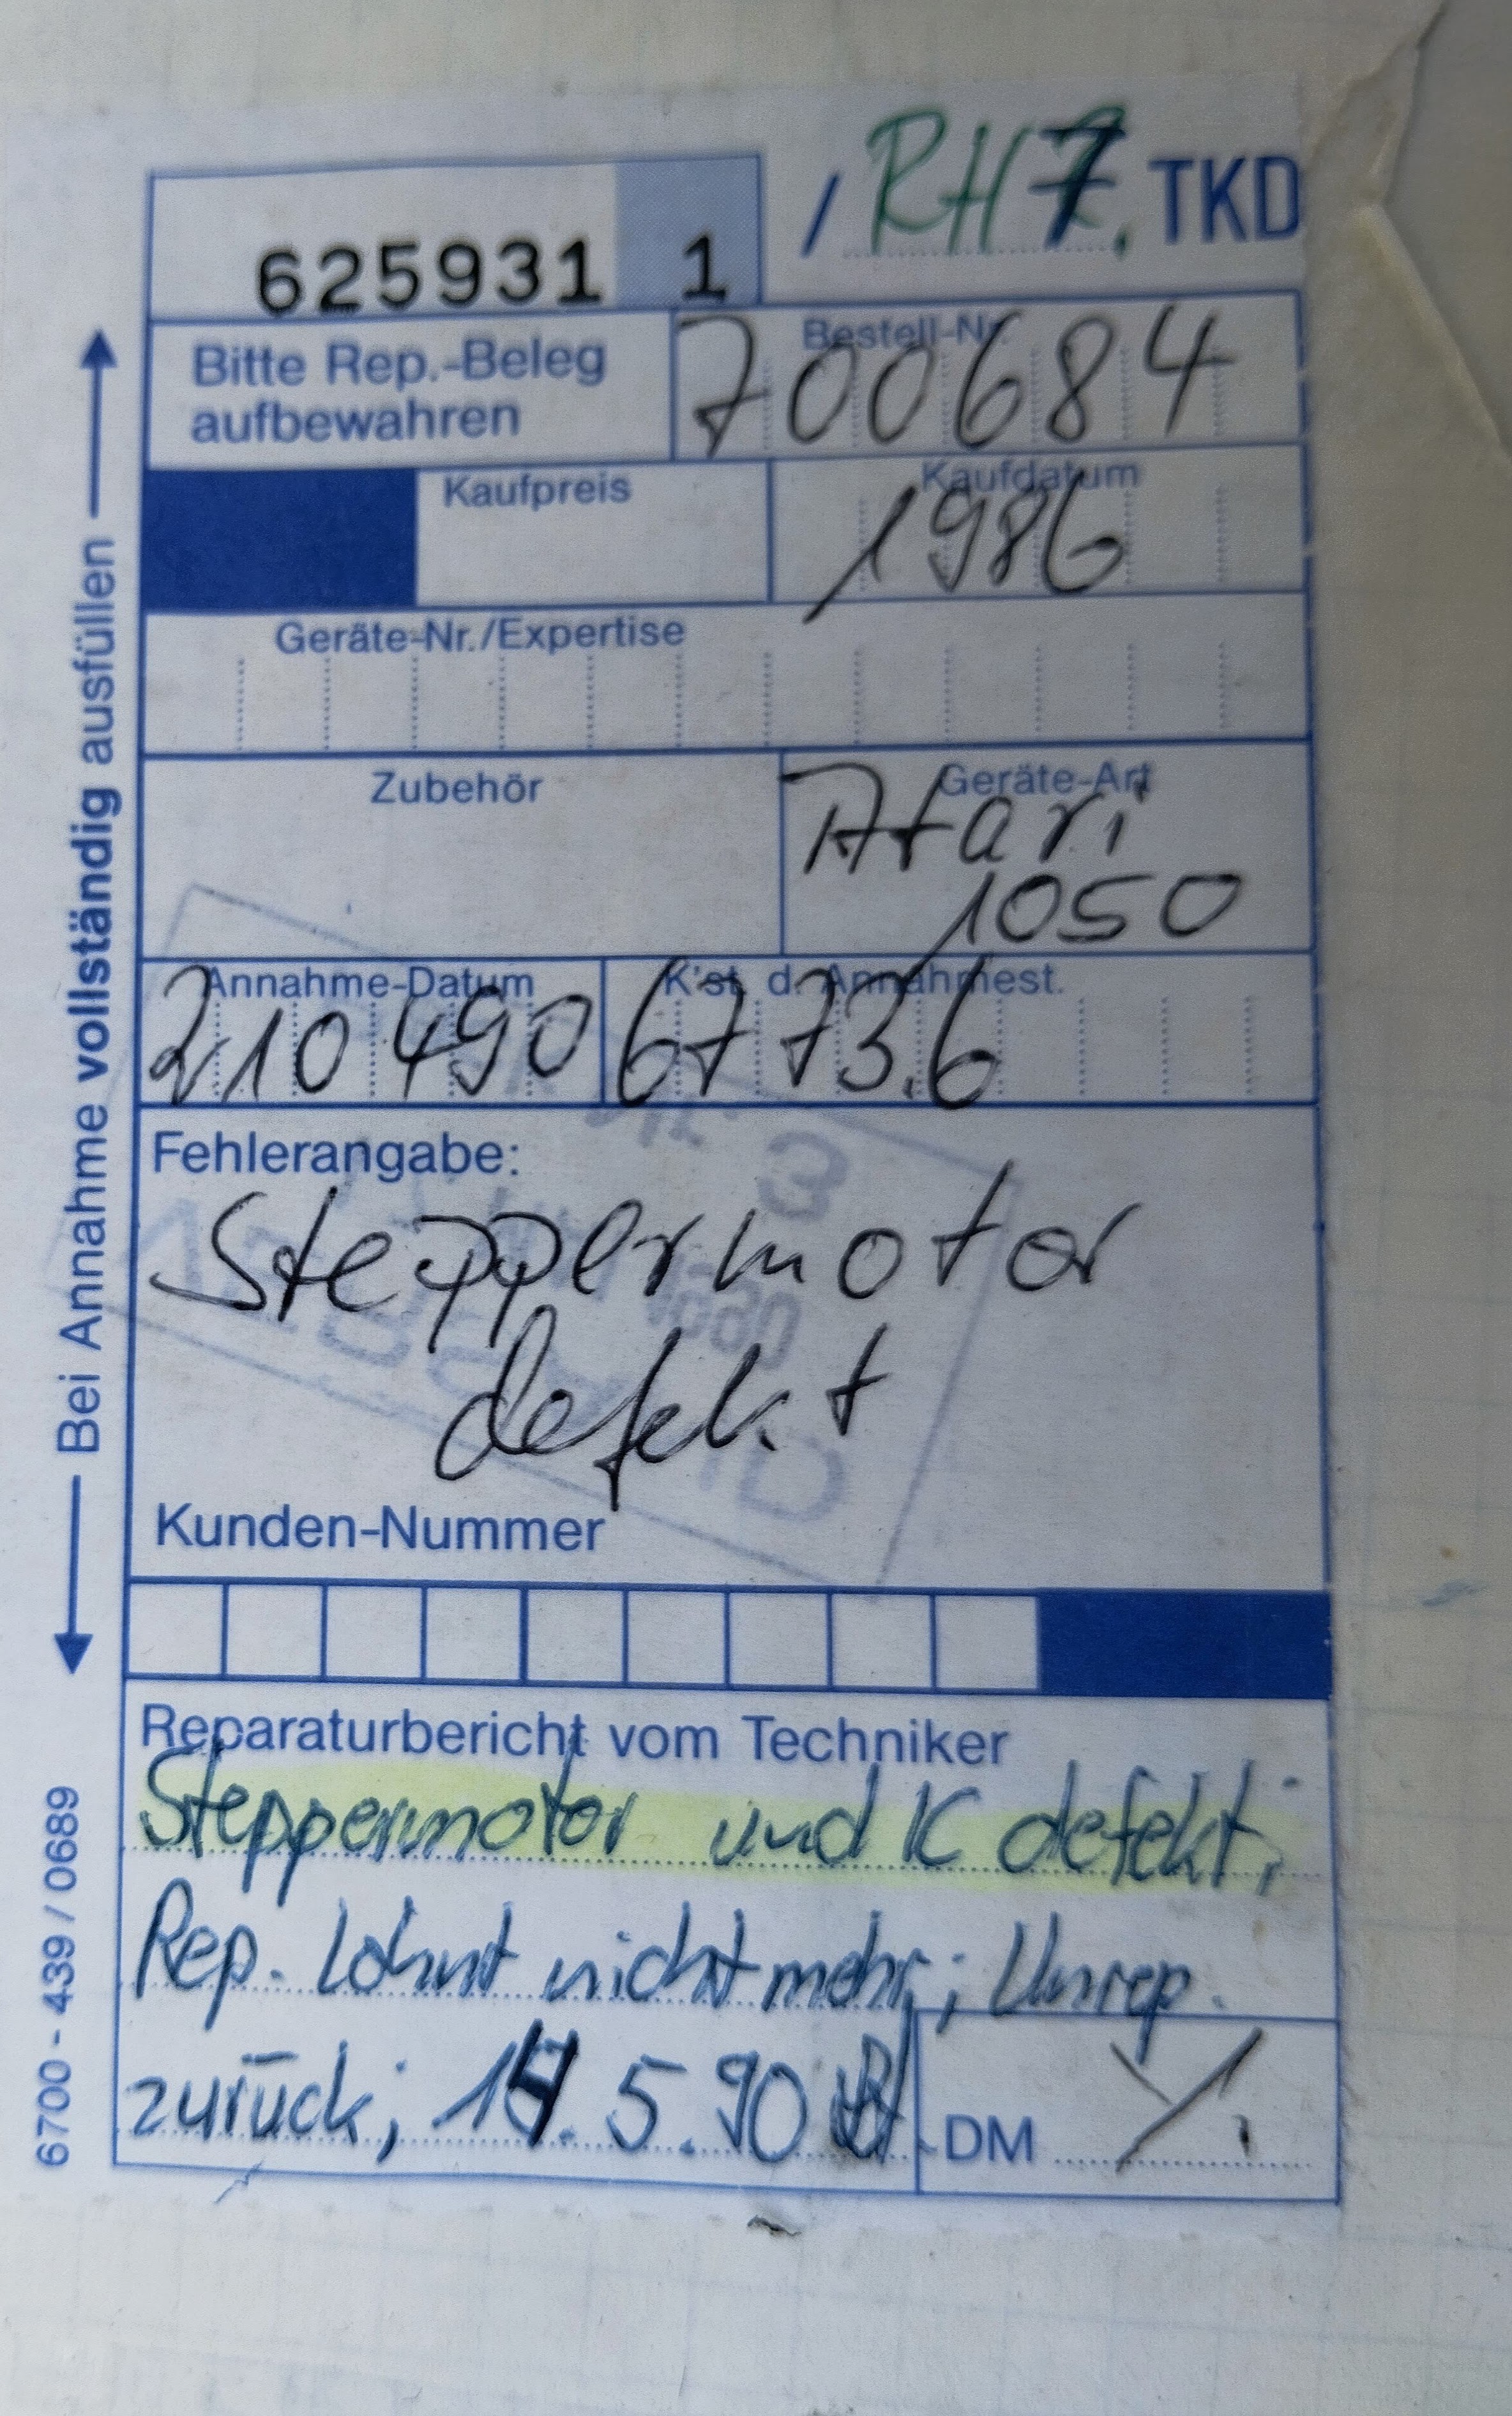 625931 1
/ RH7. TKD
Bitte Rep.-Beleg
aufbewahren
Bestell-Nr.
700684
Kaufpreis
Kaufdatum
1986
Geräte-Nr./Expertise
Zubehör
Geräte-Art
Atari
1050
Annahme-Datum
210490
K'st. d. Annahmest.
6773.6
Fehlerangabe:
Steppermotor
defekt
Kunden-Nummer
Reparaturbericht vom Techniker
Steppermotor und IC defekt;
Rep. Lohnt nicht mehr; Unrep.
zurück; 14. 5. 90
DM ./.
Bei Annahme vollständig ausfüllen
6700 - 439 / 0689